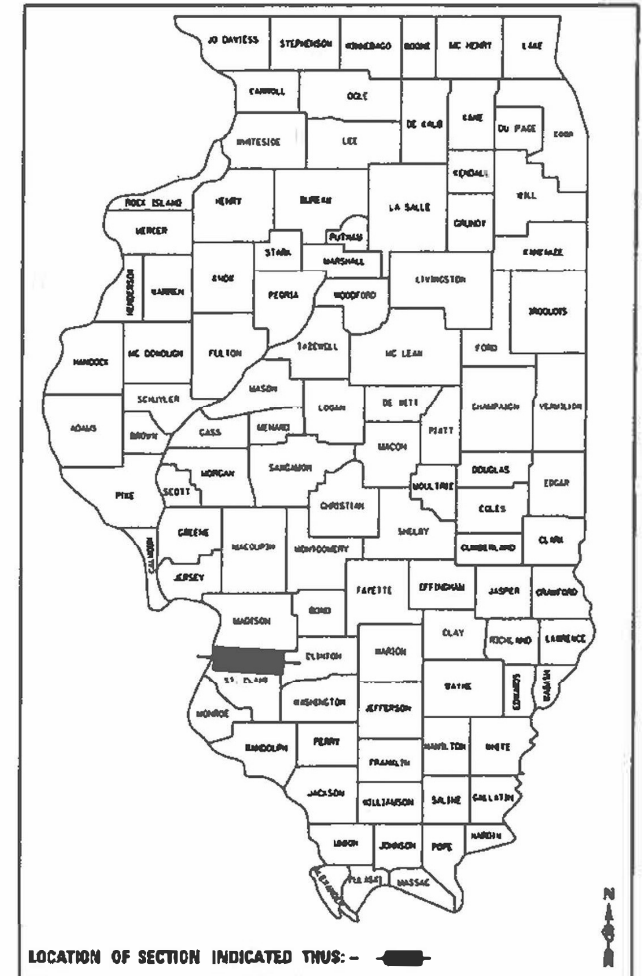 JO DAVIESS STEPHENSON WINNEBAGO BOONE MC HENRY LAKE
CARROLL OGLE DE KALB KANE DU PAGE COOK
WHITESIDE LEE KENDALL WILL
ROCK ISLAND HENRY BUREAU LA SALLE GRUNDY
MERCER PUTNAM KANKAKEE
STARK MARSHALL LIVINGSTON
HENDERSON WARREN KNOX PEORIA WOODFORD IROQUOIS
HANCOCK MC DONOUGH FULTON TAZEWELL MC LEAN FORD
SCHUYLER MASON LOGAN DE WITT CHAMPAIGN VERMILION
ADAMS BROWN CASS MENARD MACON PIATT
PIKE SCOTT MORGAN SANGAMON MOULTRIE DOUGLAS EDGAR
CHRISTIAN COLES
CALHOUN GREENE MACOUPIN MONTGOMERY SHELBY CUMBERLAND CLARK
JERSEY FAYETTE EFFINGHAM JASPER CRAWFORD
MADISON BOND CLAY RICHLAND LAWRENCE
CLINTON MARION
WAYNE EDWARDS WABASH
MONROE WASHINGTON JEFFERSON
RANDOLPH PERRY HAMILTON WHITE
FRANKLIN
JACKSON WILLIAMSON SALINE GALLATIN
UNION JOHNSON POPE HARDIN
ALEXANDER PULASKI MASSAC
LOCATION OF SECTION INDICATED THUS:-
N